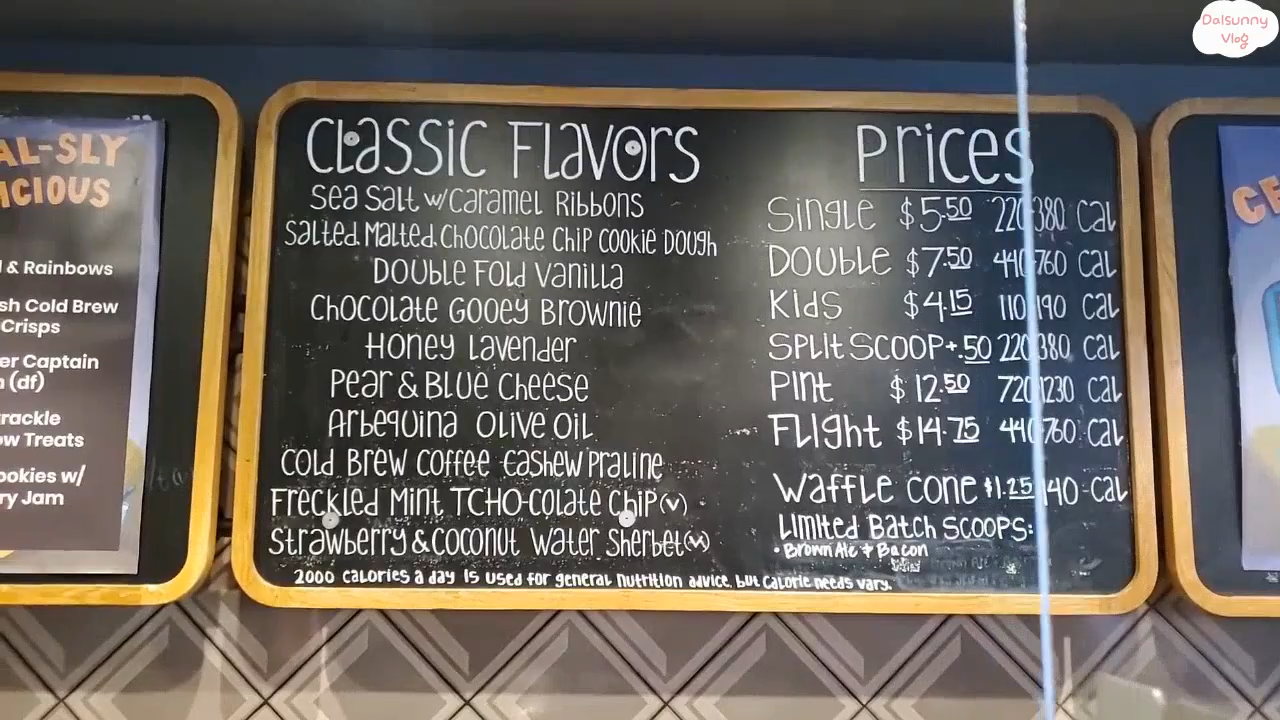 Dalsunny
Vlog
AL-SLY
ICIOUS
& Rainbows
sh Cold Brew
Crisps
er Captain
(df)
rackle
ow Treats
ookies w/
ry Jam
Classic Flavors
Sea Salt w/Caramel Ribbons
Salted Malted Chocolate Chip Cookie Dough
Double Fold Vanilla
Chocolate Gooey Brownie
Honey Lavender
Pear & Blue Cheese
Arbequina Olive Oil
Cold Brew Coffee Cashew Praline
Freckled Mint TCHO-colate Chip (v)
Strawberry & Coconut Water Sherbet (v)
Prices
Single $5.50 220 380 Cal
Double $7.50 440 760 Cal
Kids $4.15 110 190 Cal
Split Scoop +.50 220 380 Cal
Pint $12.50 720 1230 Cal
Flight $14.75 440 760 Cal
Waffle Cone $1.25 140-Cal
Limited Batch Scoops:
• Brown Ale + Bacon
2000 calories a day is used for general nutrition advice, but calorie needs vary.
CE